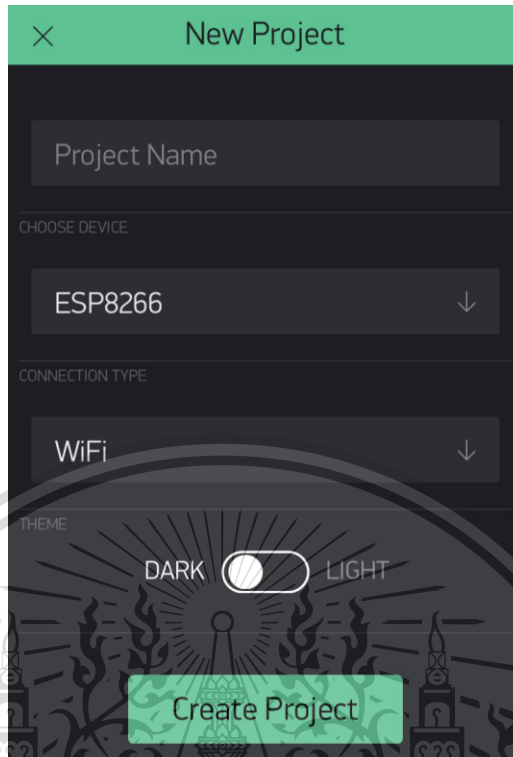 New Project
Project Name
CHOOSE DEVICE
ESP8266
CONNECTION TYPE
WiFi
THEME
DARK LIGHT
Create Project